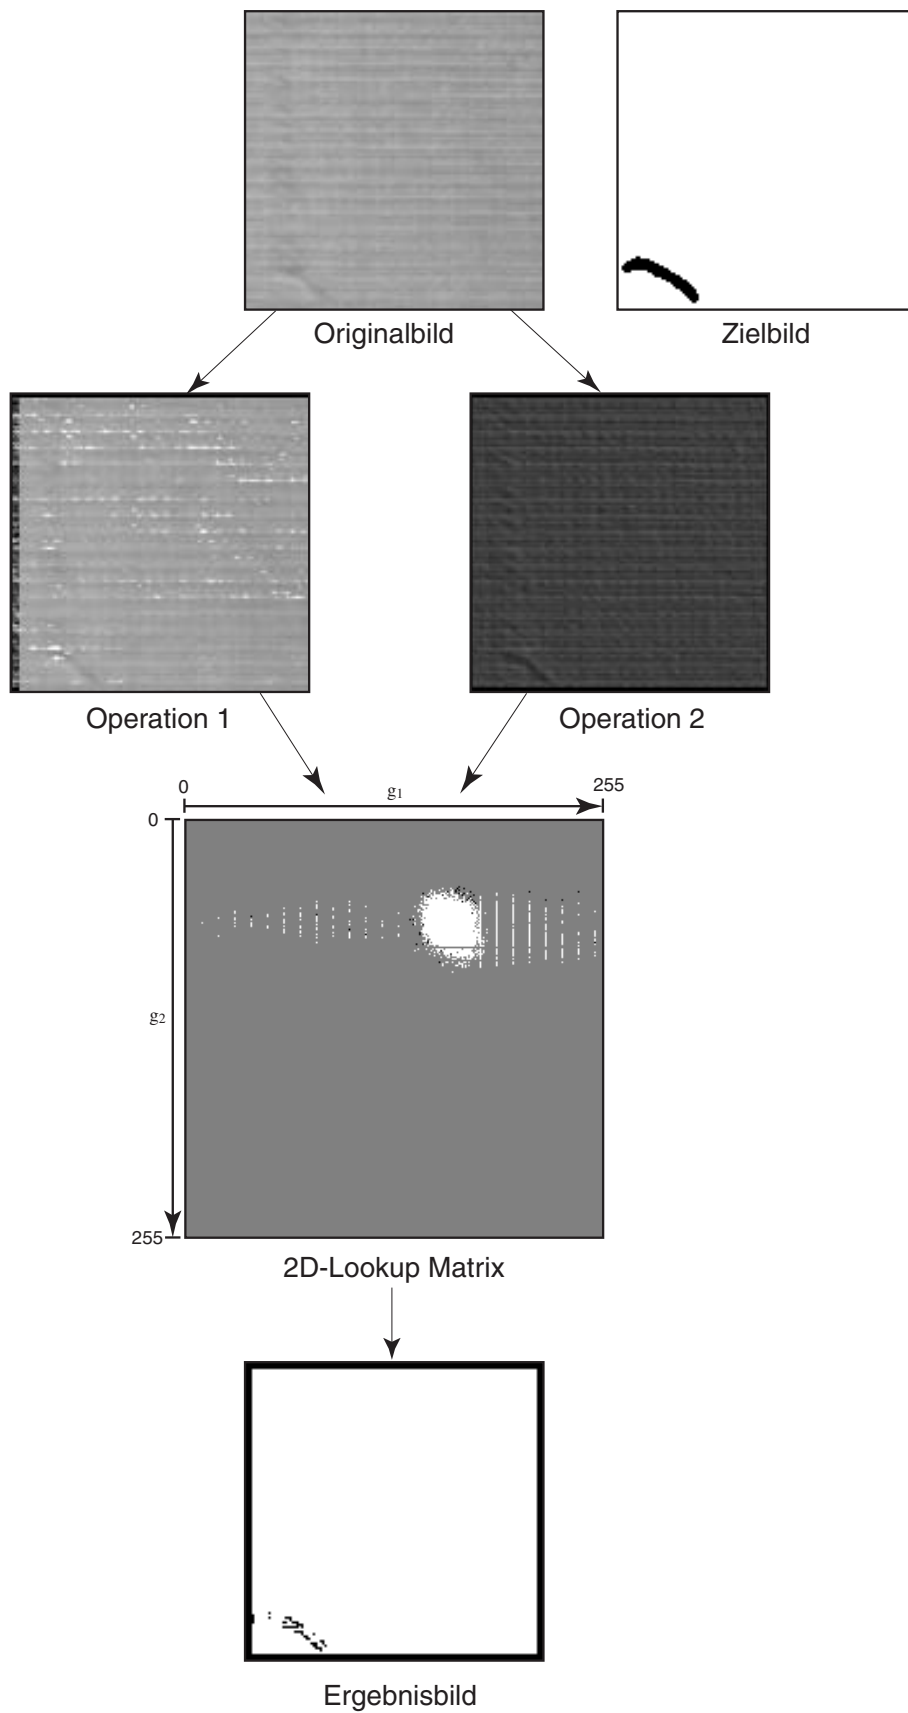 Originalbild
Zielbild
Operation 1
Operation 2
0
g1
255
0
g2
255
2D-Lookup Matrix
Ergebnisbild